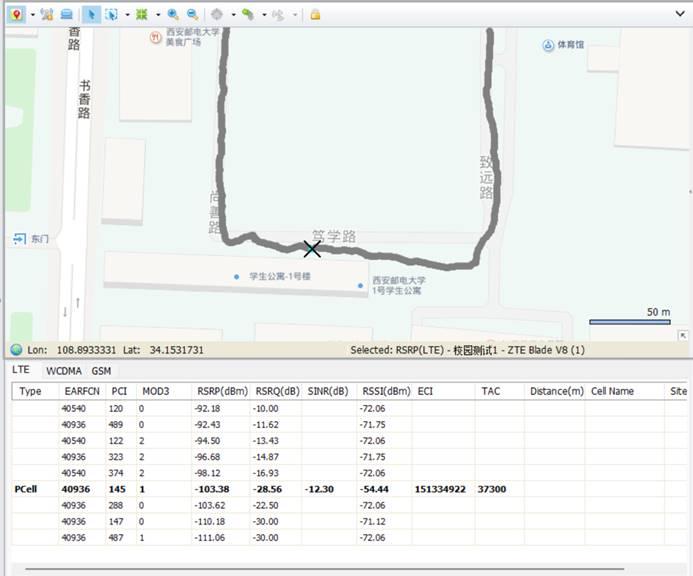 书香路
书香路
西安邮电大学
美食广场
体育馆
致远路
尚善路
笃学路
东门
学生公寓-1号楼
西安邮电大学
1号学生公寓
50 m
Lon: 108.8933331 Lat: 34.1531731 Selected: RSRP(LTE) - 校园测试1 - ZTE Blade V8 (1)
LTE WCDMA GSM
Type EARFCN PCI MOD3 RSRP(dBm) RSRQ(dB) SINR(dB) RSSI(dBm) ECI TAC Distance(m) Cell Name Site
40540 120 0 -92.18 -10.00 -72.06
40936 489 0 -92.43 -11.62 -71.75
40540 122 2 -94.50 -13.43 -72.06
40936 323 2 -96.68 -14.87 -71.75
40540 374 2 -98.12 -16.93 -72.06
PCell 40936 145 1 -103.38 -28.56 -12.30 -54.44 151334922 37300
40936 288 0 -103.62 -22.50 -72.06
40936 147 0 -110.18 -30.00 -71.12
40936 487 1 -111.06 -30.00 -72.06